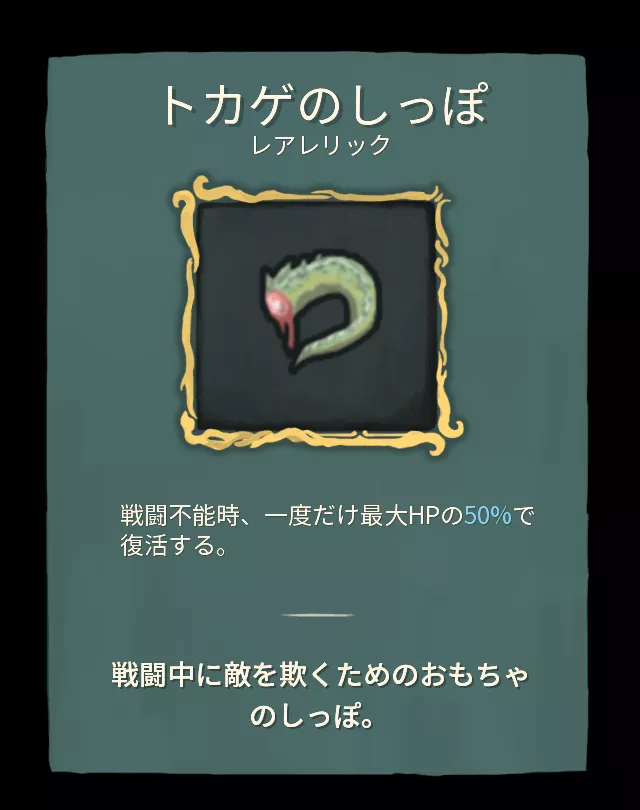 トカゲのしっぽ
レアレリック
戦闘不能時、一度だけ最大HPの50%で
復活する。
戦闘中に敵を欺くためのおもちゃ
のしっぽ。